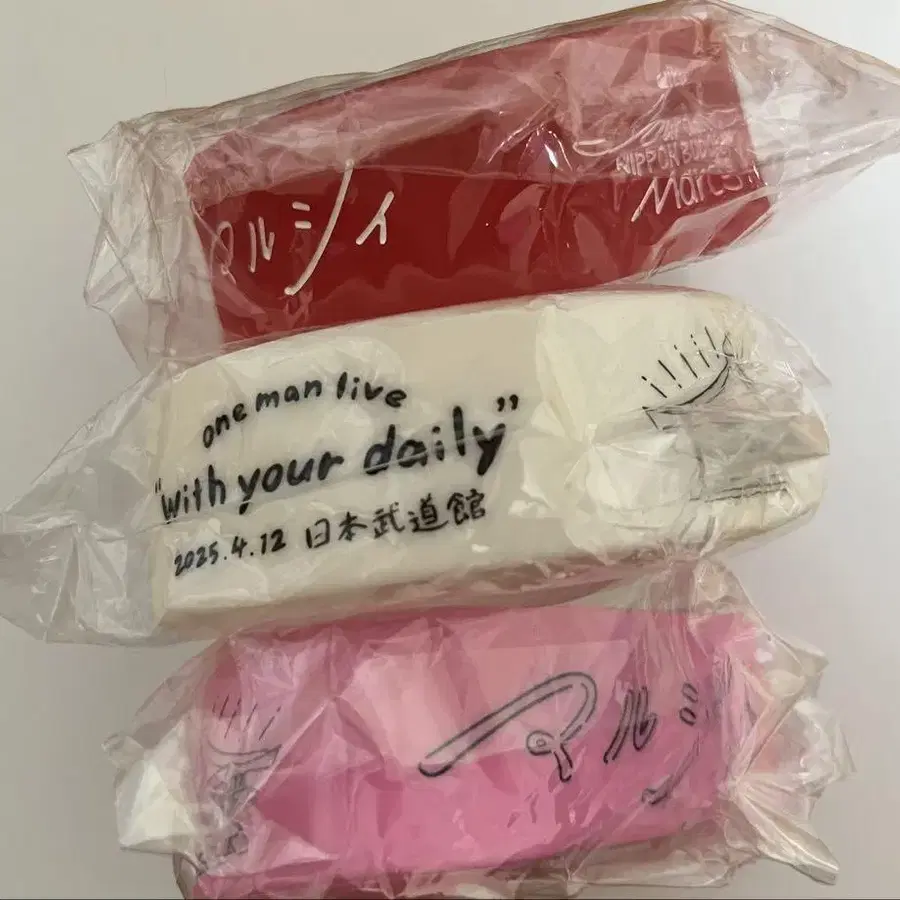 マルシィ
NIPPON BUDO
Marcy
one man live
"with your daily"
2025.4.12 日本武道館
マルシ